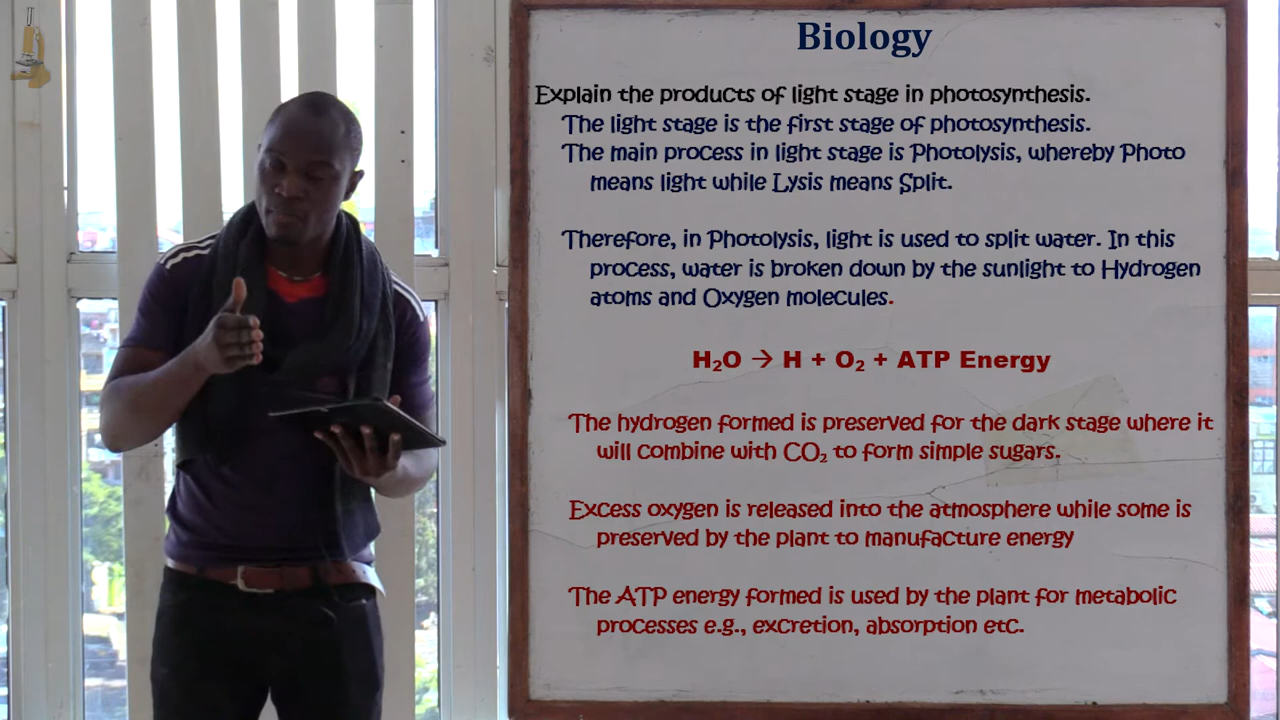 Biology
Explain the products of light stage in photosynthesis.
The light stage is the first stage of photosynthesis.
The main process in light stage is Photolysis, whereby Photo
means light while Lysis means Split.
Therefore, in Photolysis, light is used to split water. In this
process, water is broken down by the sunlight to Hydrogen
atoms and Oxygen molecules.
H₂O → H + O₂ + ATP Energy
The hydrogen formed is preserved for the dark stage where it
will combine with CO₂ to form simple sugars.
Excess oxygen is released into the atmosphere while some is
preserved by the plant to manufacture energy
The ATP energy formed is used by the plant for metabolic
processes e.g., excretion, absorption etc.